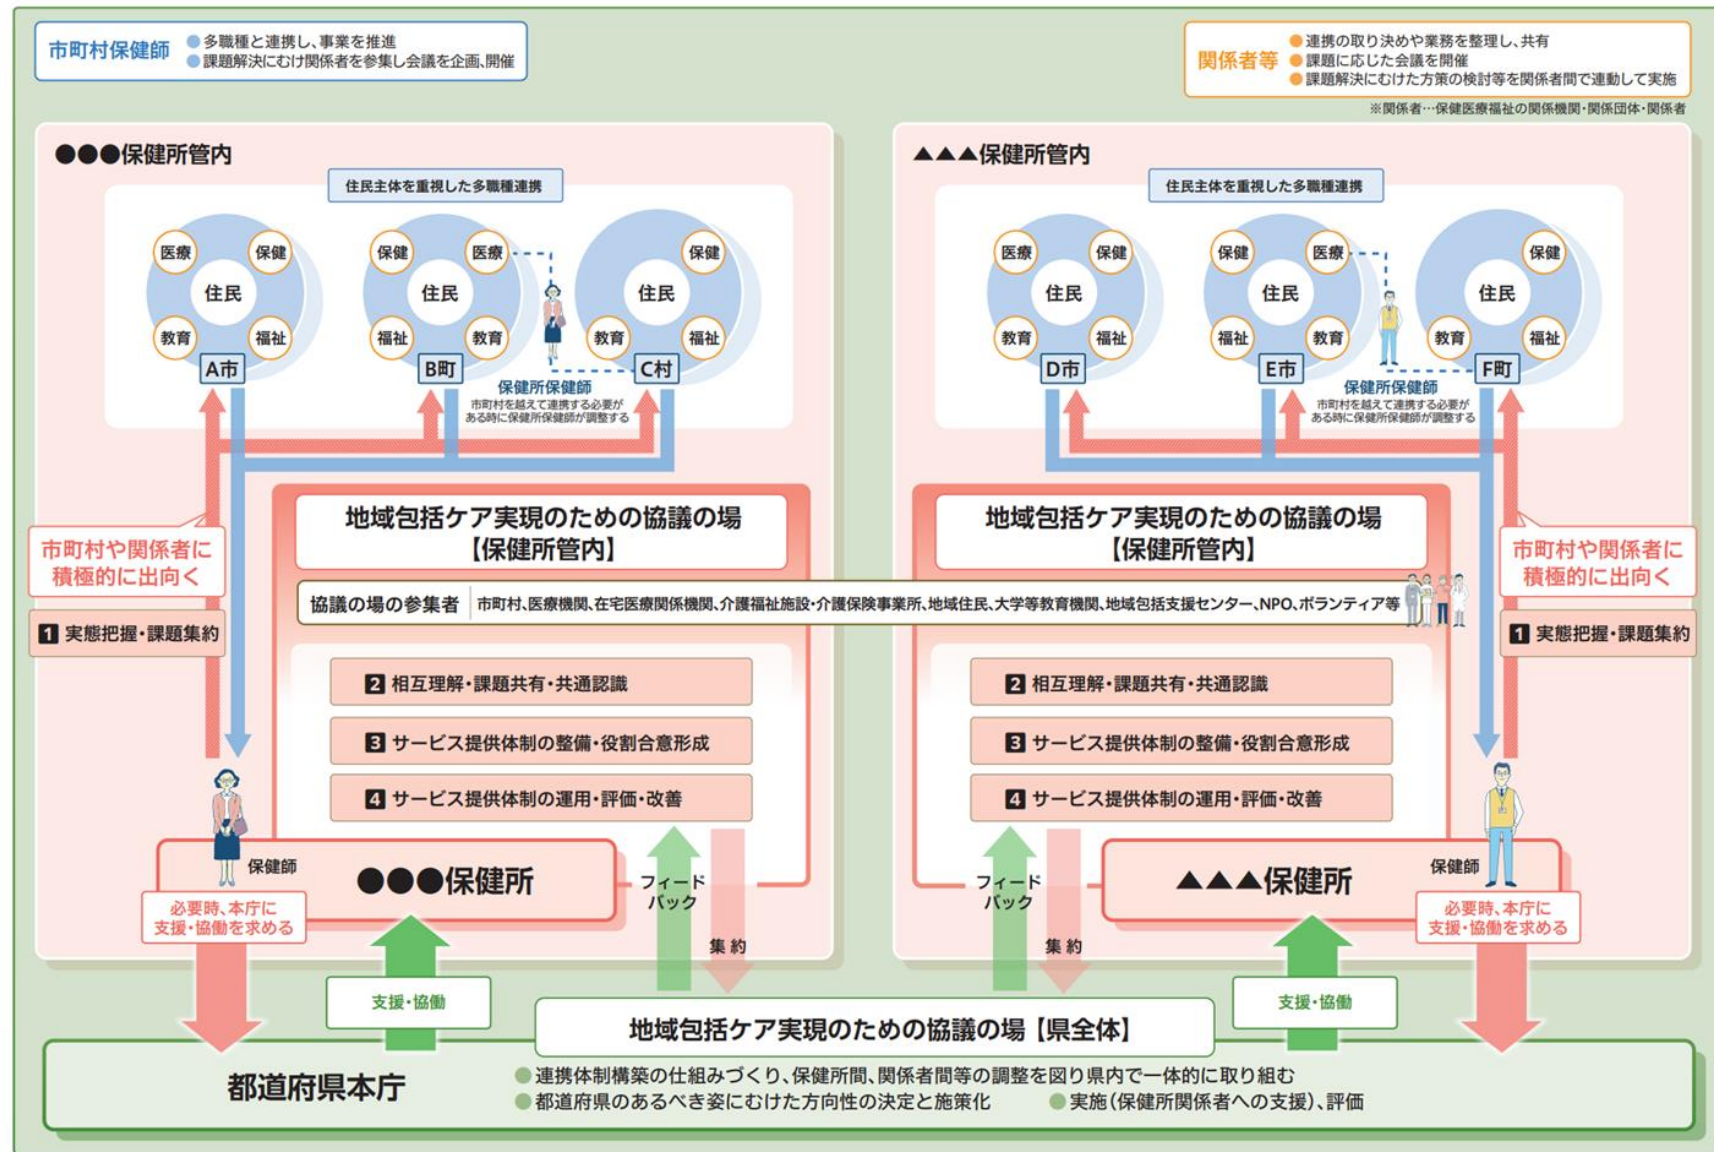 市町村保健師
●多職種と連携し、事業を推進
●課題解決にむけ関係者を参集し会議を企画、開催
関係者等
●連携の取り決めや業務を整理し、共有
●課題に応じた会議を開催
●課題解決にむけた方策の検討等を関係者間で連動して実施
※関係者…保健医療福祉の関係機関・関係団体・関係者
●●●保健所管内
住民主体を重視した多職種連携
医療
保健
住民
教育
福祉
A市
保健
医療
住民
福祉
教育
B町
保健
住民
教育
福祉
C村
保健所保健師
市町村を越えて連携する必要が
ある時に保健所保健師が調整する
▲▲▲保健所管内
住民主体を重視した多職種連携
医療
保健
住民
教育
福祉
D市
保健
医療
住民
福祉
教育
E市
保健
住民
教育
福祉
F町
保健所保健師
市町村を越えて連携する必要が
ある時に保健所保健師が調整する
市町村や関係者に
積極的に出向く
1 実態把握・課題集約
地域包括ケア実現のための協議の場
【保健所管内】
地域包括ケア実現のための協議の場
【保健所管内】
市町村や関係者に
積極的に出向く
1 実態把握・課題集約
協議の場の参集者 市町村、医療機関、在宅医療関係機関、介護福祉施設・介護保険事業所、地域住民、大学等教育機関、地域包括支援センター、NPO、ボランティア等
2 相互理解・課題共有・共通認識
3 サービス提供体制の整備・役割合意形成
4 サービス提供体制の運用・評価・改善
2 相互理解・課題共有・共通認識
3 サービス提供体制の整備・役割合意形成
4 サービス提供体制の運用・評価・改善
保健師
●●●保健所
必要時、本庁に
支援・協働を求める
フィード
バック
集約
支援・協働
フィード
バック
集約
▲▲▲保健所
保健師
必要時、本庁に
支援・協働を求める
支援・協働
地域包括ケア実現のための協議の場【県全体】
都道府県本庁
●連携体制構築の仕組みづくり、保健所間、関係者間等の調整を図り県内で一体的に取り組む
●都道府県のあるべき姿にむけた方向性の決定と施策化 ●実施(保健所関係者への支援)、評価